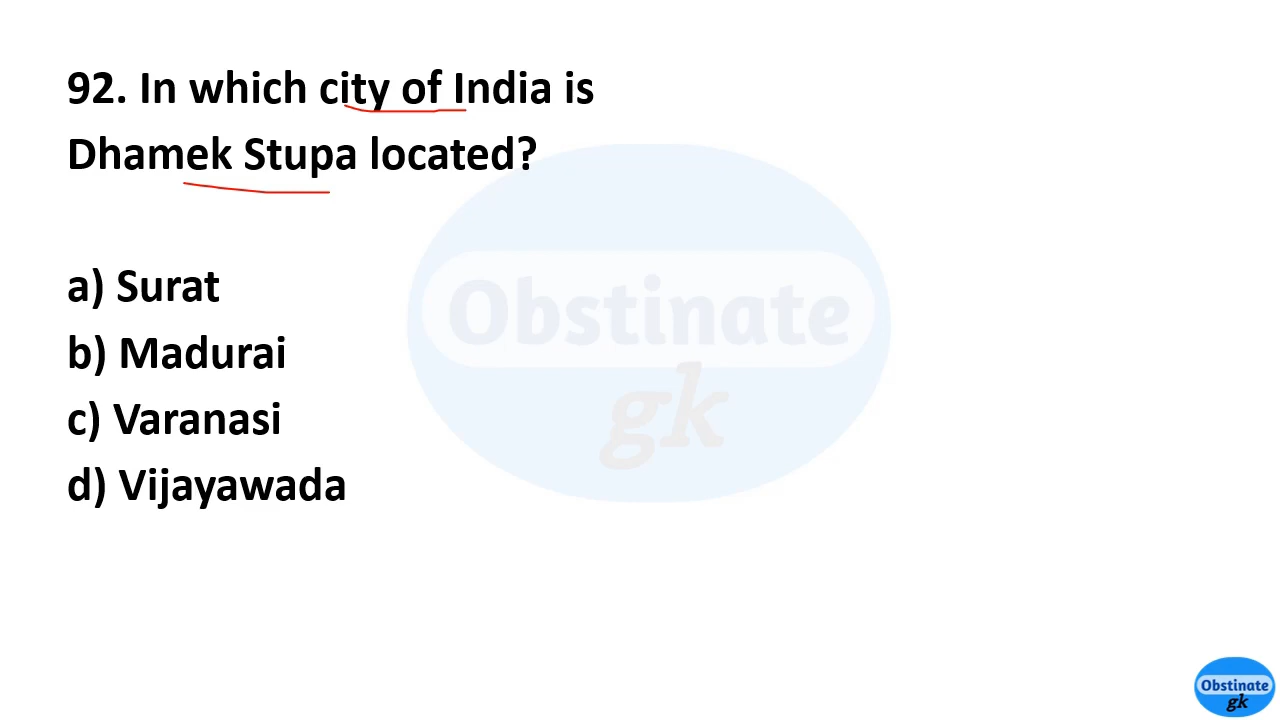 92. In which city of India is
Dhamek Stupa located?
a) Surat
b) Madurai
c) Varanasi
d) Vijayawada
Obstinate
gk
Obstinate
gk